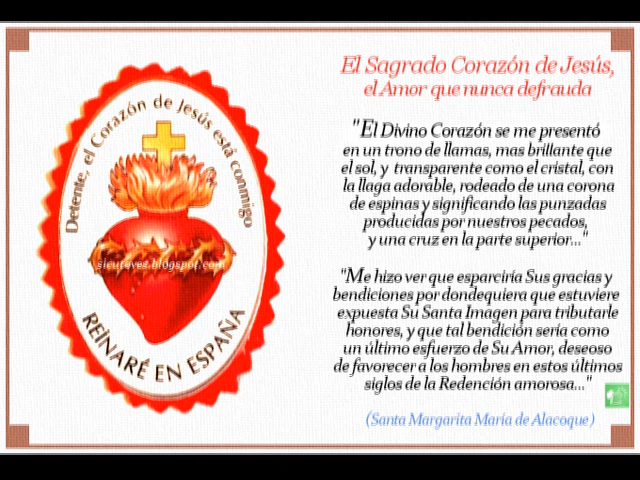 Detente, el Corazón de Jesús está conmigo
sicutoves.blogspot.com
REINARÉ EN ESPAÑA
El Sagrado Corazón de Jesús,
el Amor que nunca defrauda
"El Divino Corazón se me presentó
en un trono de llamas, mas brillante que
el sol, y transparente como el cristal, con
la llaga adorable, rodeado de una corona
de espinas y significando las punzadas
producidas por nuestros pecados,
y una cruz en la parte superior..."
"Me hizo ver que esparciría Sus gracias y
bendiciones por dondequiera que estuviere
expuesta Su Santa Imagen para tributarle
honores, y que tal bendición sería como
un último esfuerzo de Su Amor, deseoso
de favorecer a los hombres en estos últimos
siglos de la Redención amorosa..."
(Santa Margarita María de Alacoque)